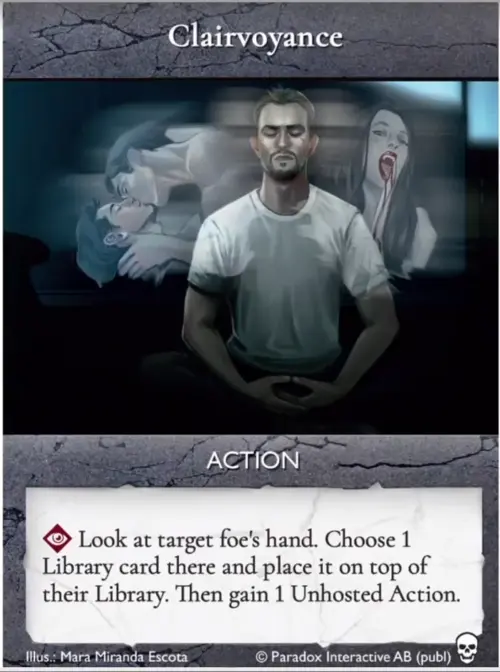 Clairvoyance
ACTION
Look at target foe's hand. Choose 1
Library card there and place it on top of
their Library. Then gain 1 Unhosted Action.
Illus.: Mara Miranda Escota
© Paradox Interactive AB (publ)